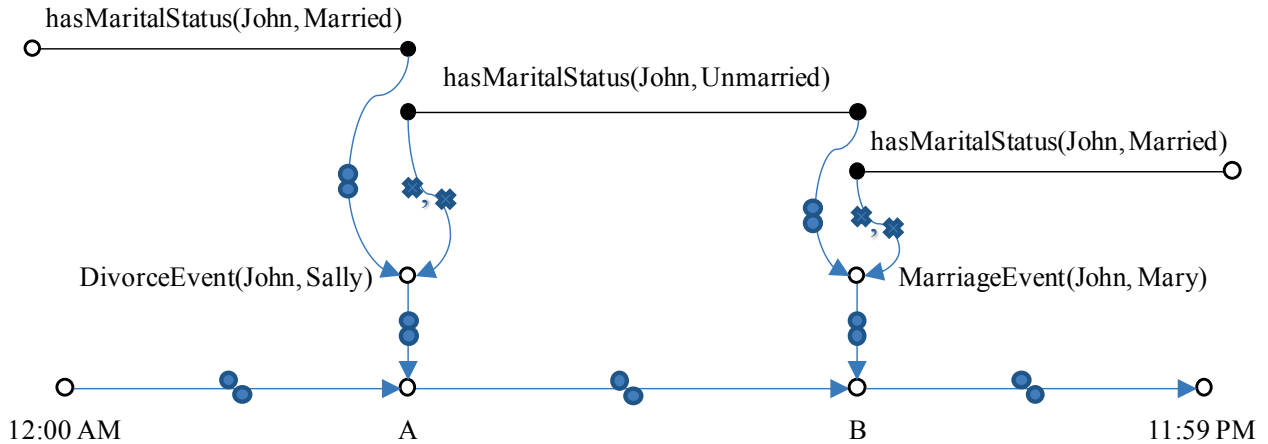 hasMaritalStatus(John, Married)
hasMaritalStatus(John, Unmarried)
hasMaritalStatus(John, Married)
,
,
DivorceEvent(John, Sally)
MarriageEvent(John, Mary)
12:00 AM
A
B
11:59 PM